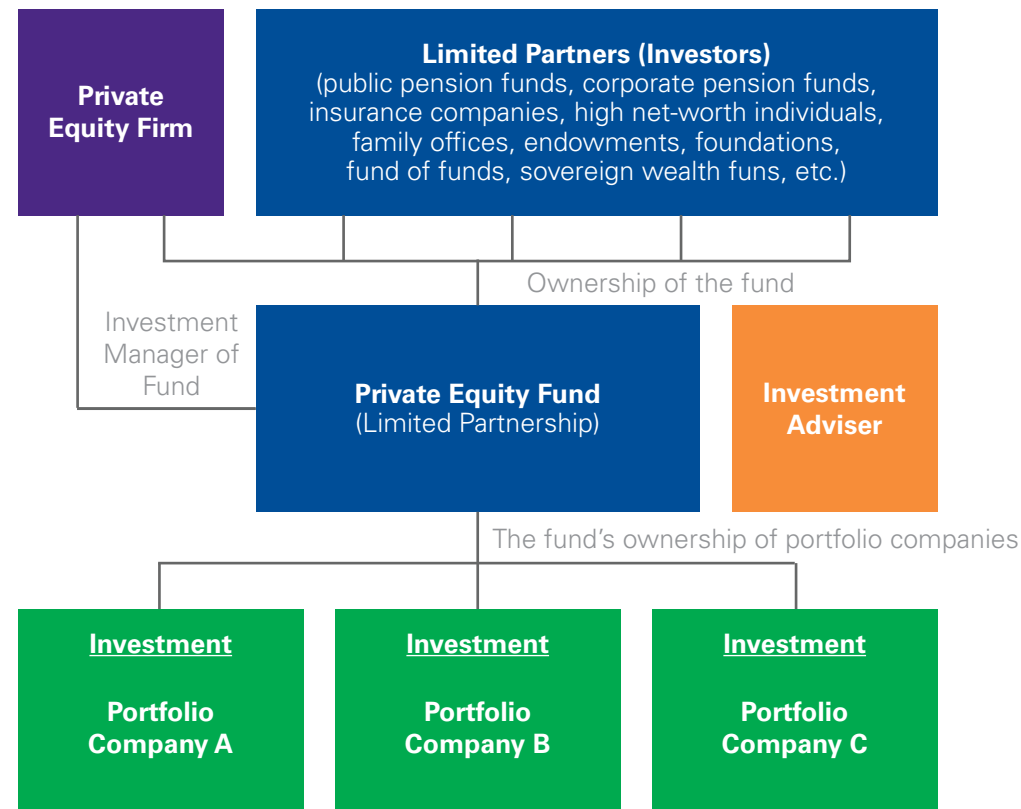 Private
Equity Firm
Limited Partners (Investors)
(public pension funds, corporate pension funds,
insurance companies, high net-worth individuals,
family offices, endowments, foundations,
fund of funds, sovereign wealth funs, etc.)
Ownership of the fund
Investment
Manager of
Fund
Private Equity Fund
(Limited Partnership)
Investment
Adviser
The fund’s ownership of portfolio companies
Investment
Portfolio
Company A
Investment
Portfolio
Company B
Investment
Portfolio
Company C